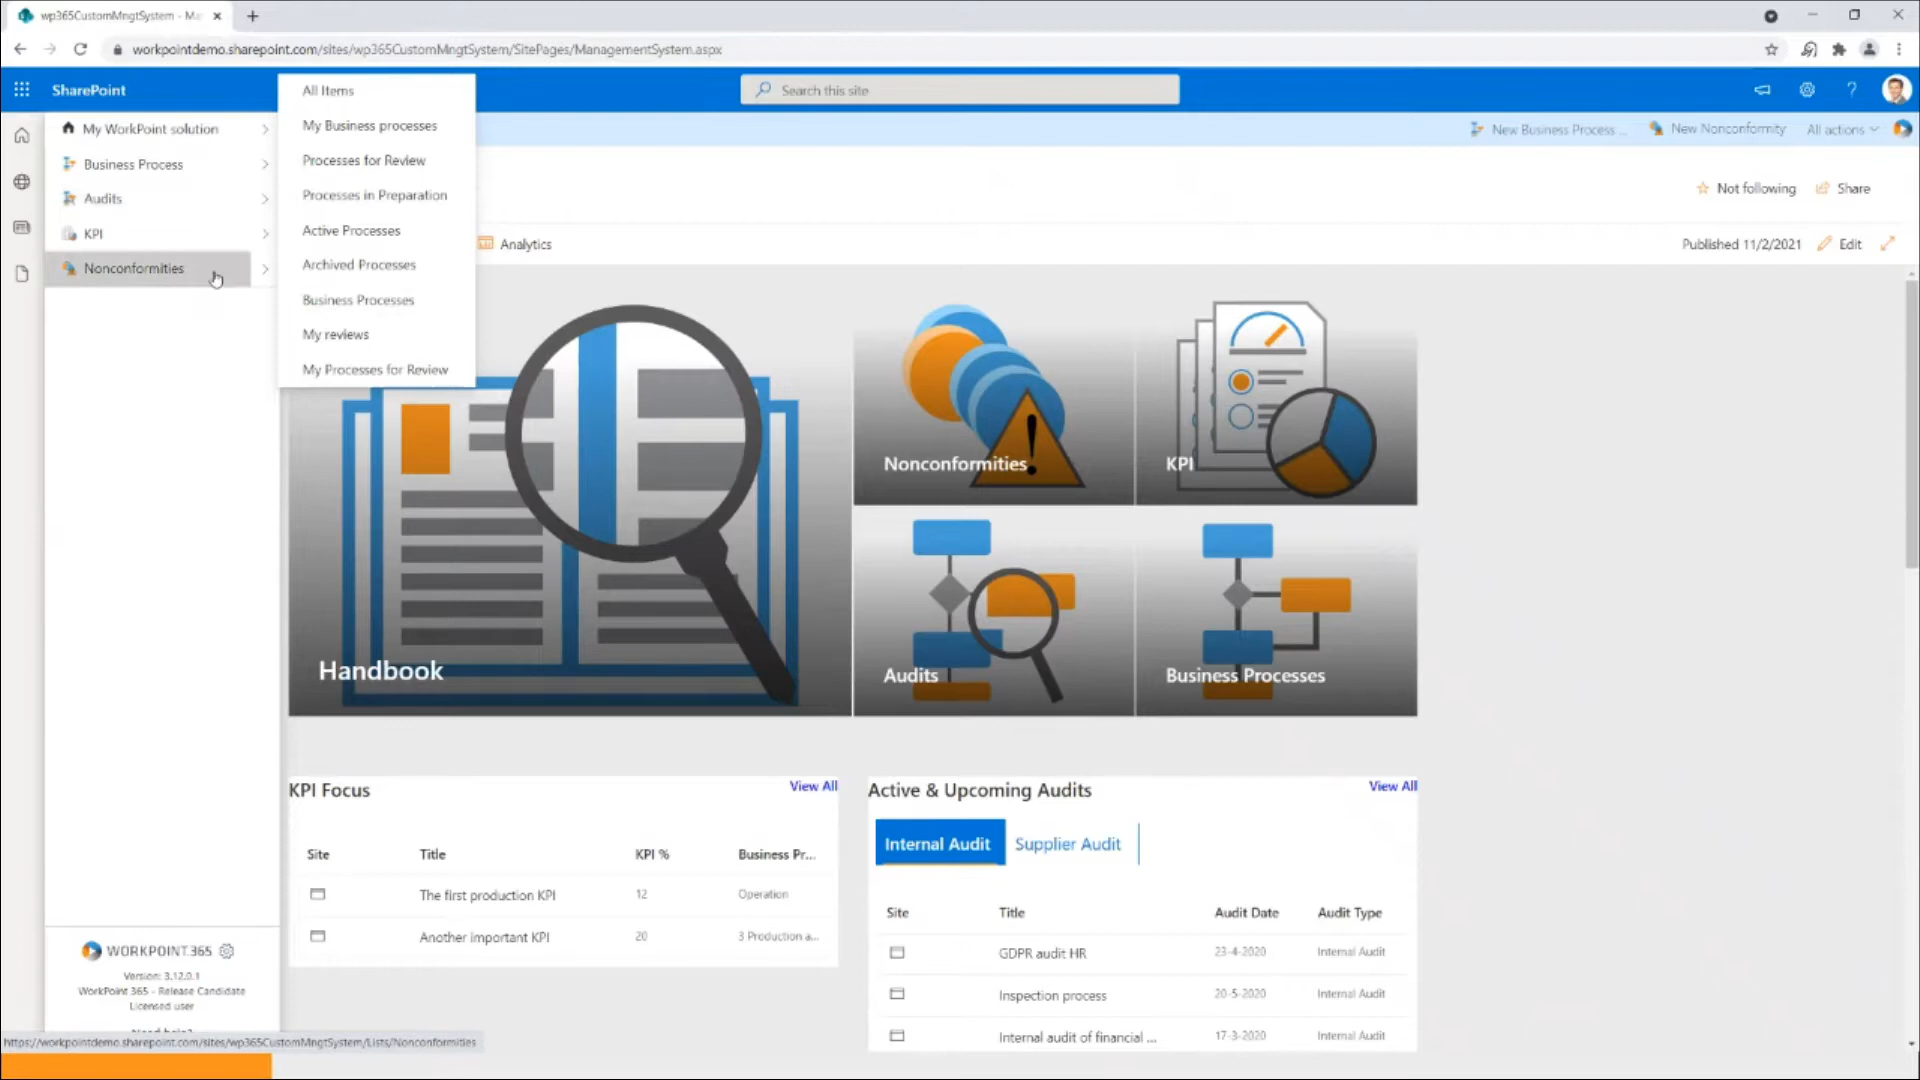 wp365CustomMngtSystem - Ma
workpointdemo.sharepoint.com/sites/wp365CustomMngtSystem/SitePages/ManagementSystem.aspx
SharePoint
Search this site
?
My WorkPoint solution
Business Process
Audits
KPI
Nonconformities
All Items
My Business processes
Processes for Review
Processes in Preparation
Active Processes
Archived Processes
Business Processes
My reviews
My Processes for Review
New Business Process ...
New Nonconformity
All actions
Not following
Share
Analytics
Published 11/2/2021
Edit
Handbook
Nonconformities
KPI
Audits
Business Processes
KPI Focus
View All
Site Title KPI % Business Pr...
The first production KPI 12 Operation
Another important KPI 20 3 Production a...
Active & Upcoming Audits
View All
Internal Audit
Supplier Audit
Site Title Audit Date Audit Type
GDPR audit HR 23-4-2020 Internal Audit
Inspection process 20-5-2020 Internal Audit
Internal audit of financial ... 17-3-2020 Internal Audit
WORKPOINT 365
Version: 3.12.0.1
WorkPoint 365 - Release Candidate
Licensed user
Need help?
https://workpointdemo.sharepoint.com/sites/wp365CustomMngtSystem/Lists/Nonconformities